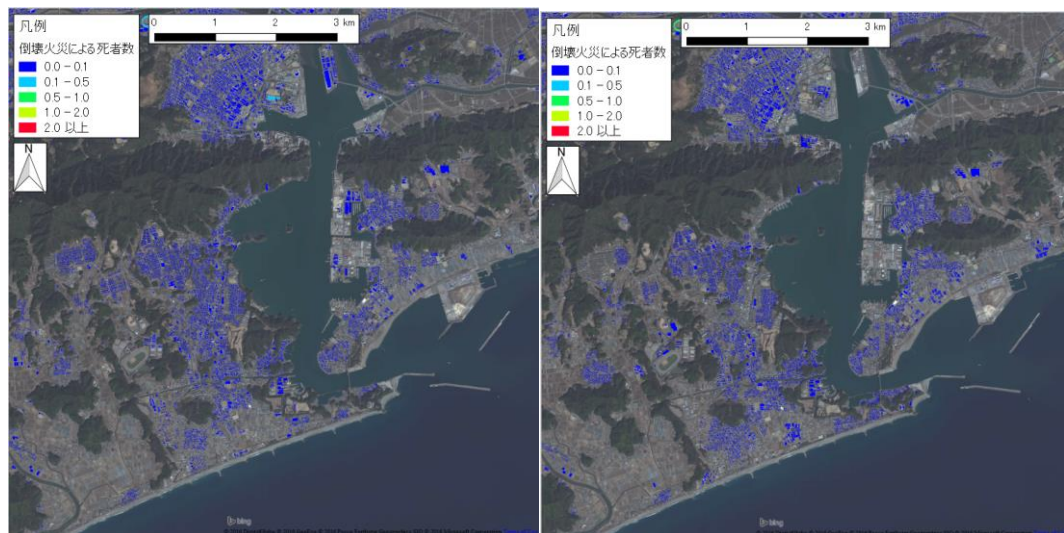 凡例
倒壊火災による死者数
0.0 – 0.1
0.1 – 0.5
0.5 – 1.0
1.0 – 2.0
2.0 以上
0 1 2 3 km
N
bing
凡例
倒壊火災による死者数
0.0 – 0.1
0.1 – 0.5
0.5 – 1.0
1.0 – 2.0
2.0 以上
0 1 2 3 km
N
bing